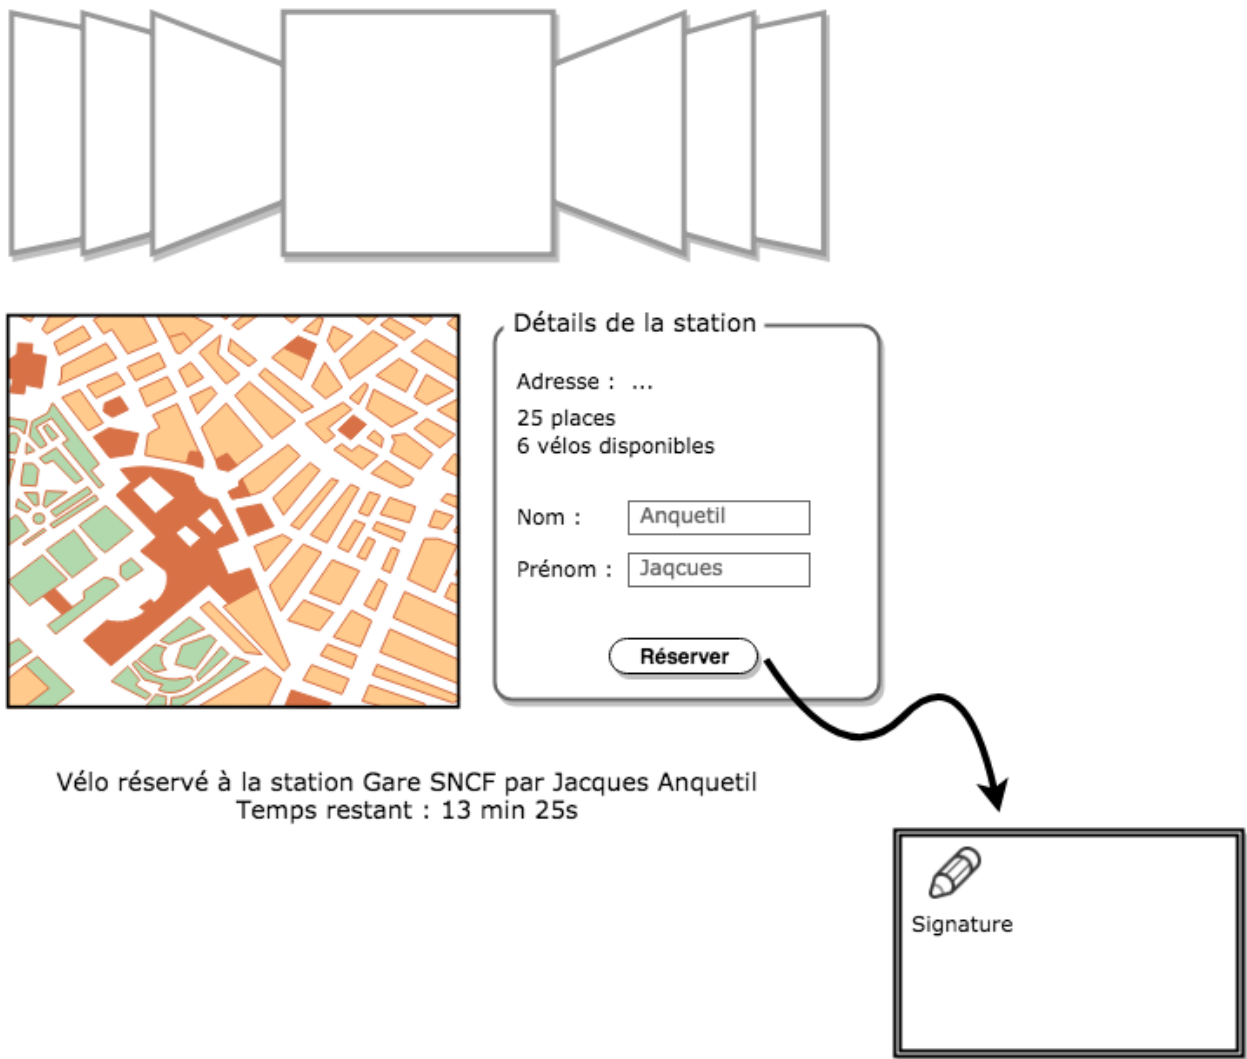 Détails de la station
Adresse : ...
25 places
6 vélos disponibles
Nom : Anquetil
Prénom : Jaqcues
Réserver
Vélo réservé à la station Gare SNCF par Jacques Anquetil
Temps restant : 13 min 25s
Signature